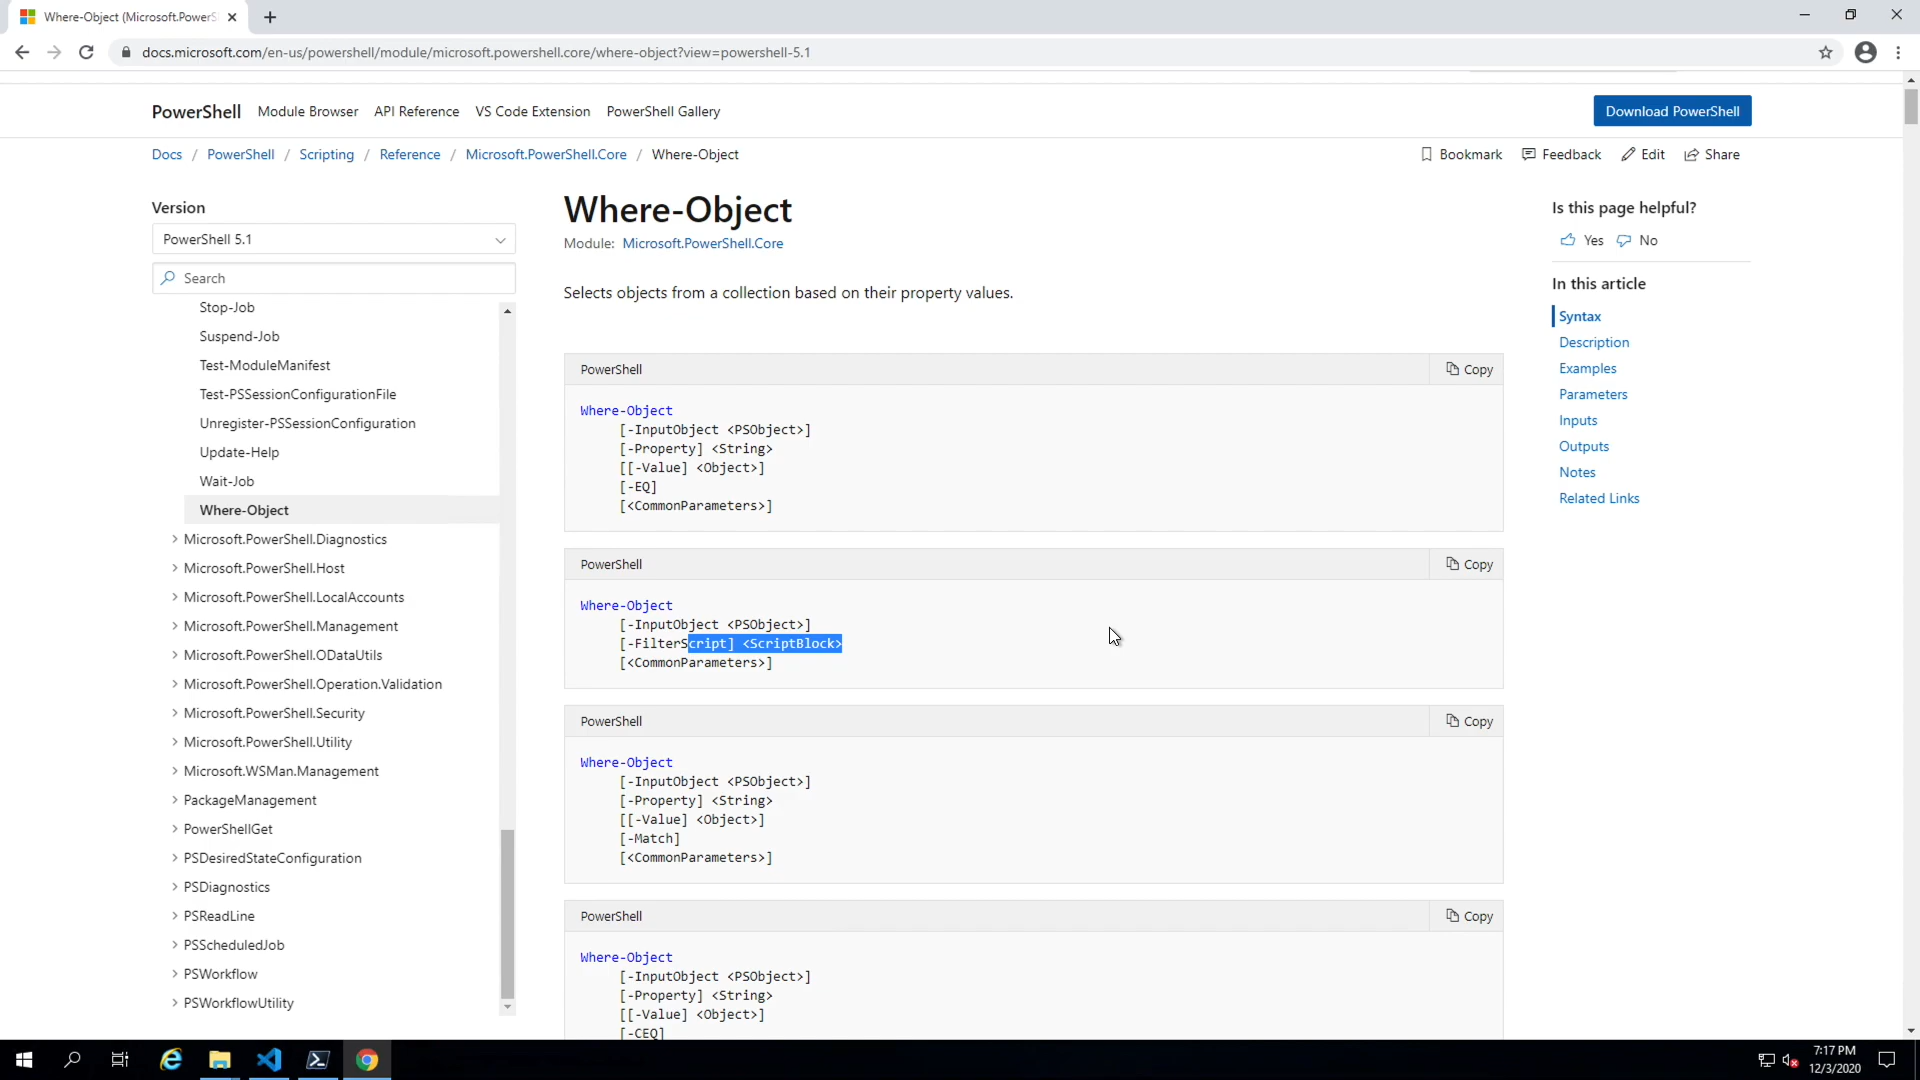 Where-Object (Microsoft.PowerS
docs.microsoft.com/en-us/powershell/module/microsoft.powershell.core/where-object?view=powershell-5.1
PowerShell Module Browser API Reference VS Code Extension PowerShell Gallery Download PowerShell
Docs / PowerShell / Scripting / Reference / Microsoft.PowerShell.Core / Where-Object Bookmark Feedback Edit Share
Version
PowerShell 5.1
Search
Stop-Job
Suspend-Job
Test-ModuleManifest
Test-PSSessionConfigurationFile
Unregister-PSSessionConfiguration
Update-Help
Wait-Job
Where-Object
Microsoft.PowerShell.Diagnostics
Microsoft.PowerShell.Host
Microsoft.PowerShell.LocalAccounts
Microsoft.PowerShell.Management
Microsoft.PowerShell.ODataUtils
Microsoft.PowerShell.Operation.Validation
Microsoft.PowerShell.Security
Microsoft.PowerShell.Utility
Microsoft.WSMan.Management
PackageManagement
PowerShellGet
PSDesiredStateConfiguration
PSDiagnostics
PSReadLine
PSScheduledJob
PSWorkflow
PSWorkflowUtility
Where-Object
Module: Microsoft.PowerShell.Core
Selects objects from a collection based on their property values.
PowerShell Copy
Where-Object
[-InputObject <PSObject>]
[-Property] <String>
[[-Value] <Object>]
[-EQ]
[<CommonParameters>]
PowerShell Copy
Where-Object
[-InputObject <PSObject>]
[-FilterScript] <ScriptBlock>
[<CommonParameters>]
PowerShell Copy
Where-Object
[-InputObject <PSObject>]
[-Property] <String>
[[-Value] <Object>]
[-Match]
[<CommonParameters>]
PowerShell Copy
Where-Object
[-InputObject <PSObject>]
[-Property] <String>
[[-Value] <Object>]
[-CEQ]
Is this page helpful?
Yes No
In this article
Syntax
Description
Examples
Parameters
Inputs
Outputs
Notes
Related Links
7:17 PM
12/3/2020